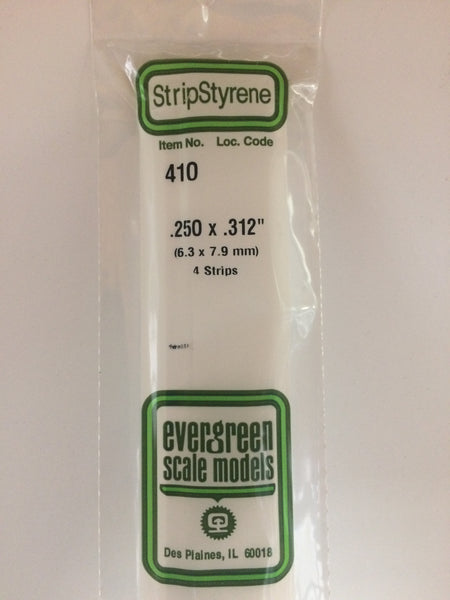 StripStyrene
Item No. Loc. Code
410
.250 x .312"
(6.3 x 7.9 mm)
4 Strips
evergreen
scale models
Des Plaines, IL 60018